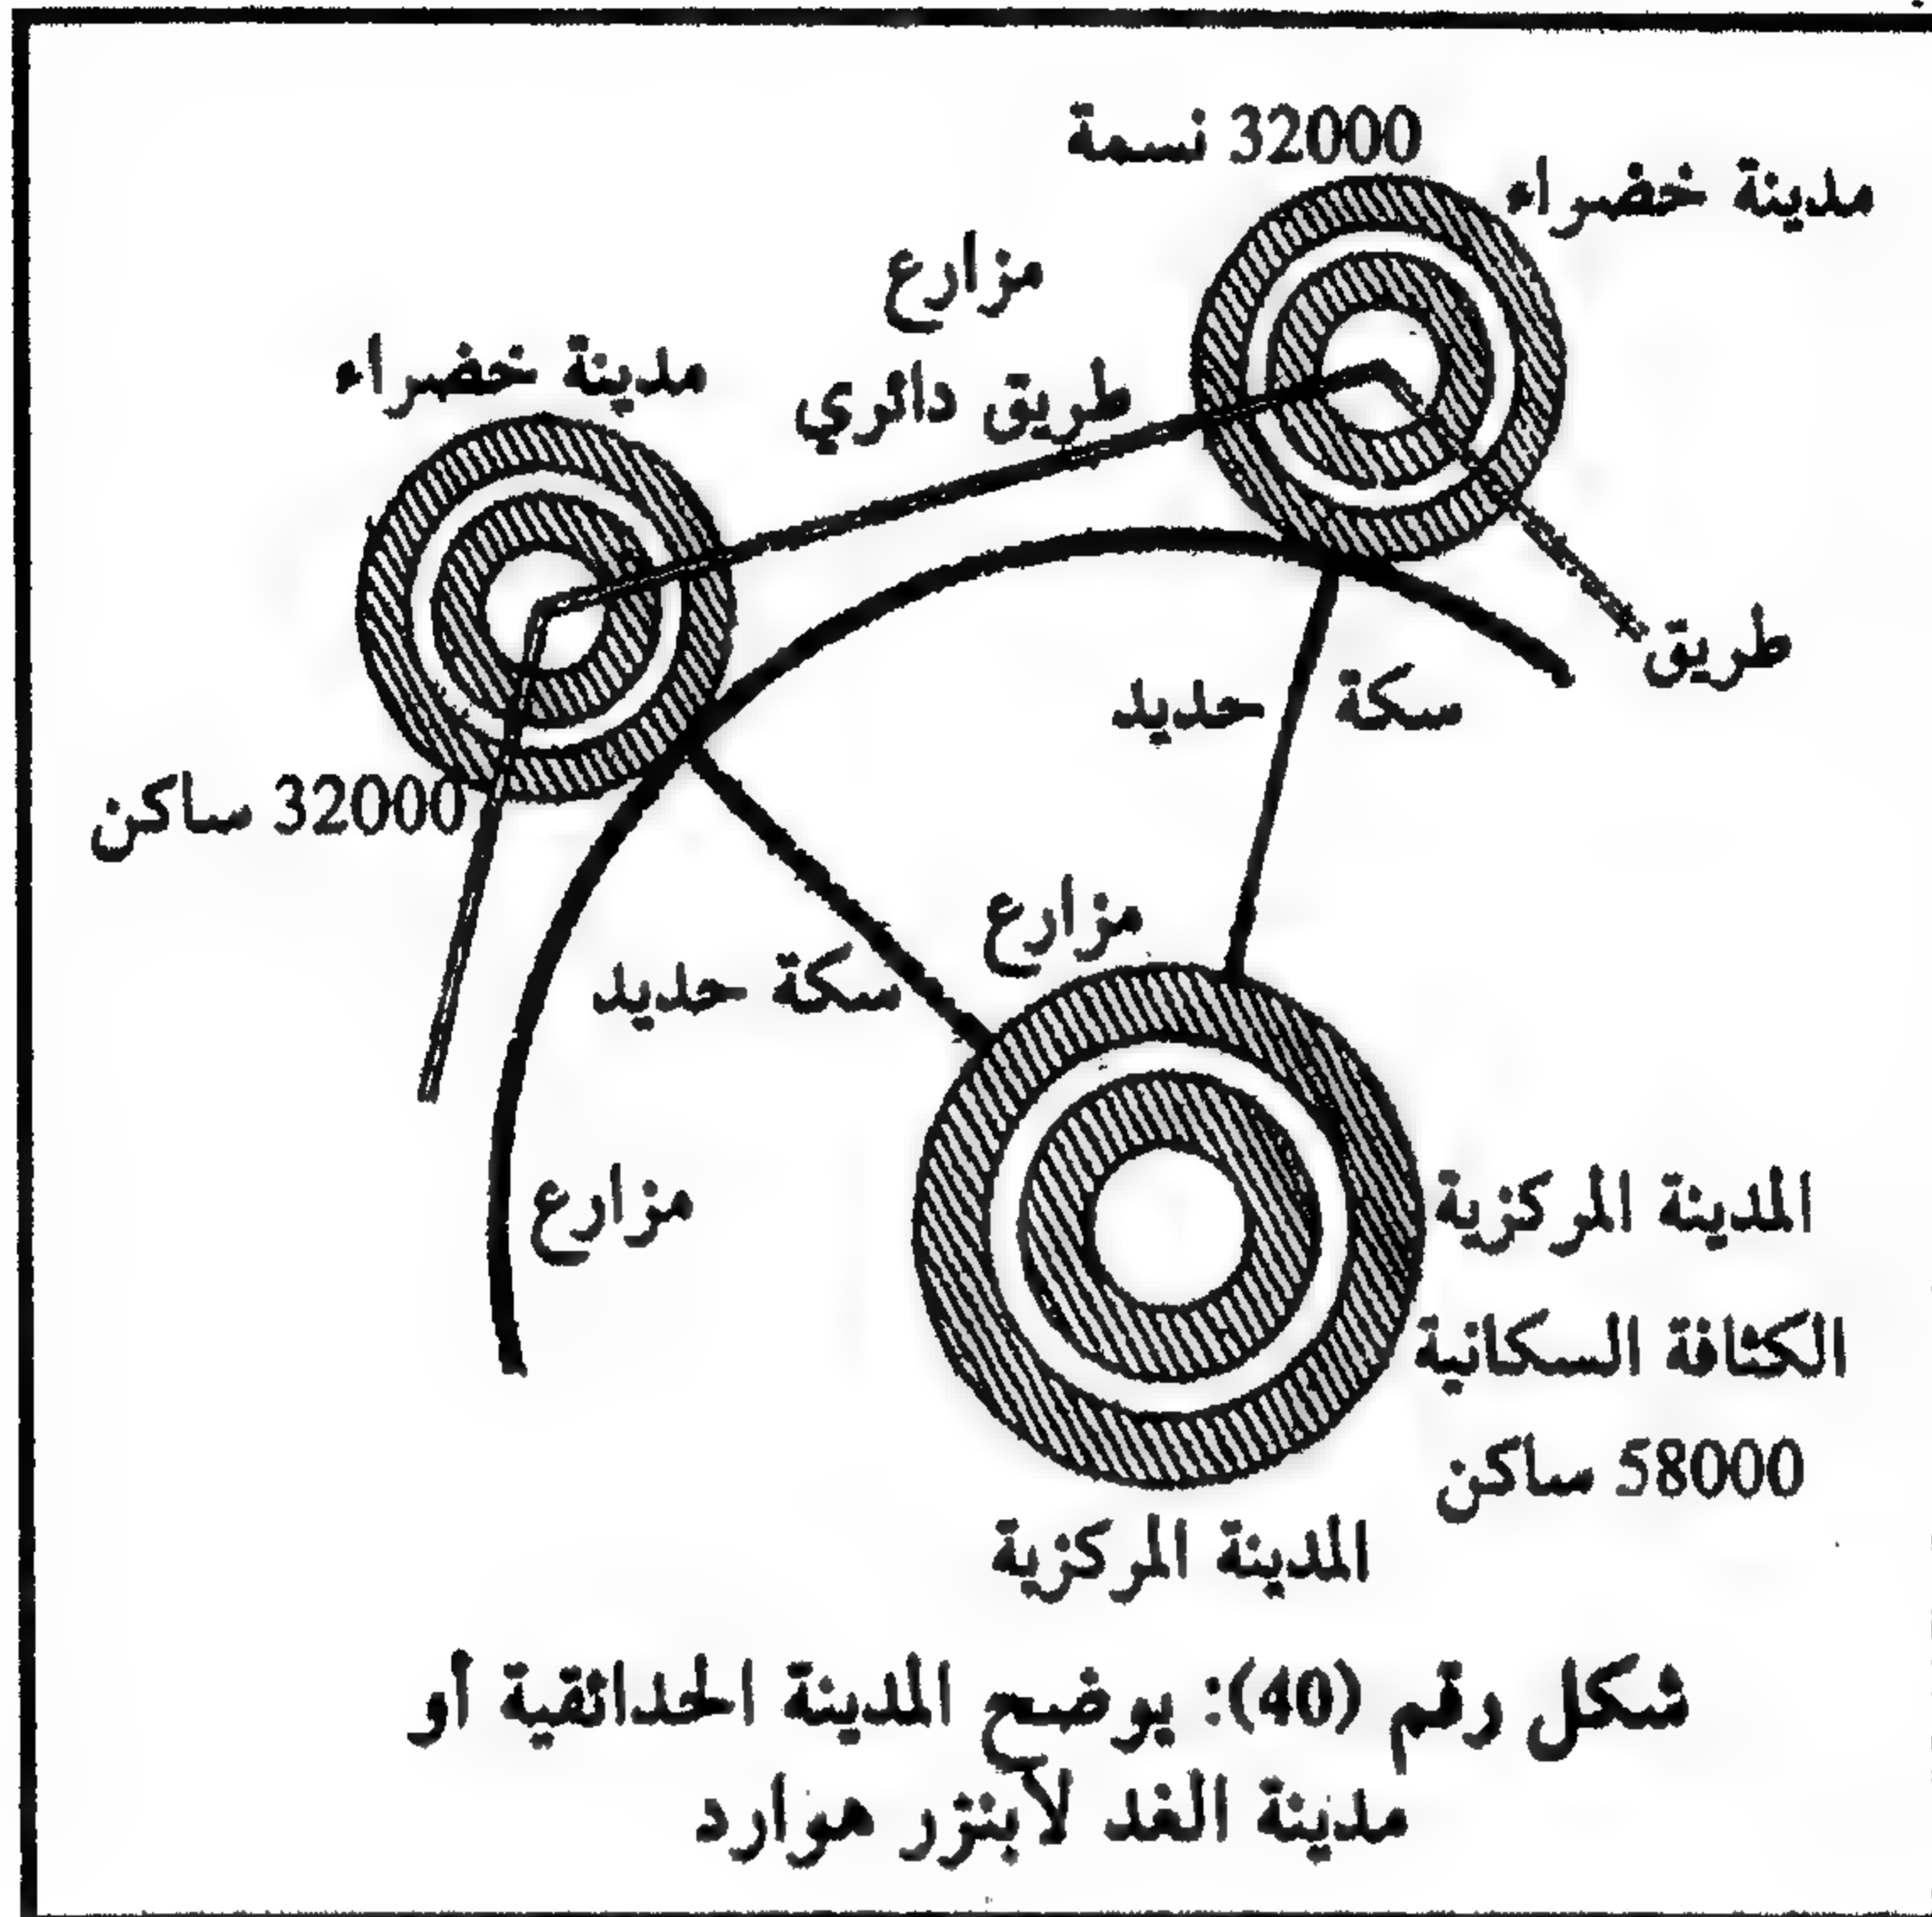 32000 نسمة
مدينة خضراء
مزارع
طريق دائري
مدينة خضراء
طريق
سكة حديد
32000 ساكن
مزارع
سكة حديد
مزارع
المدينة المركزية
الكثافة السكانية
58000 ساكن
المدينة المركزية
شكل رقم (40): يوضح المدينة الحدائقية أو
مدينة الغد لابنزر هوارد